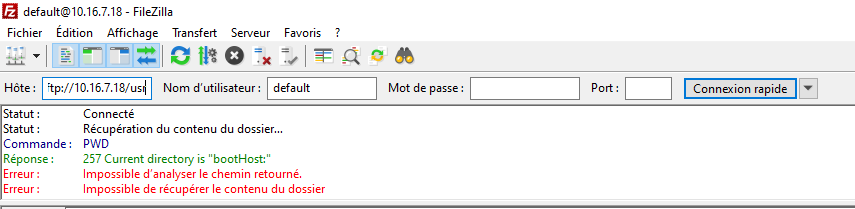 default@10.16.7.18 - FileZilla
Fichier Édition Affichage Transfert Serveur Favoris ?
Hôte : ftp://10.16.7.18/usr Nom d'utilisateur : default Mot de passe : Port : Connexion rapide
Statut : Connecté
Statut : Récupération du contenu du dossier...
Commande : PWD
Réponse : 257 Current directory is "bootHost:"
Erreur : Impossible d'analyser le chemin retourné.
Erreur : Impossible de récupérer le contenu du dossier